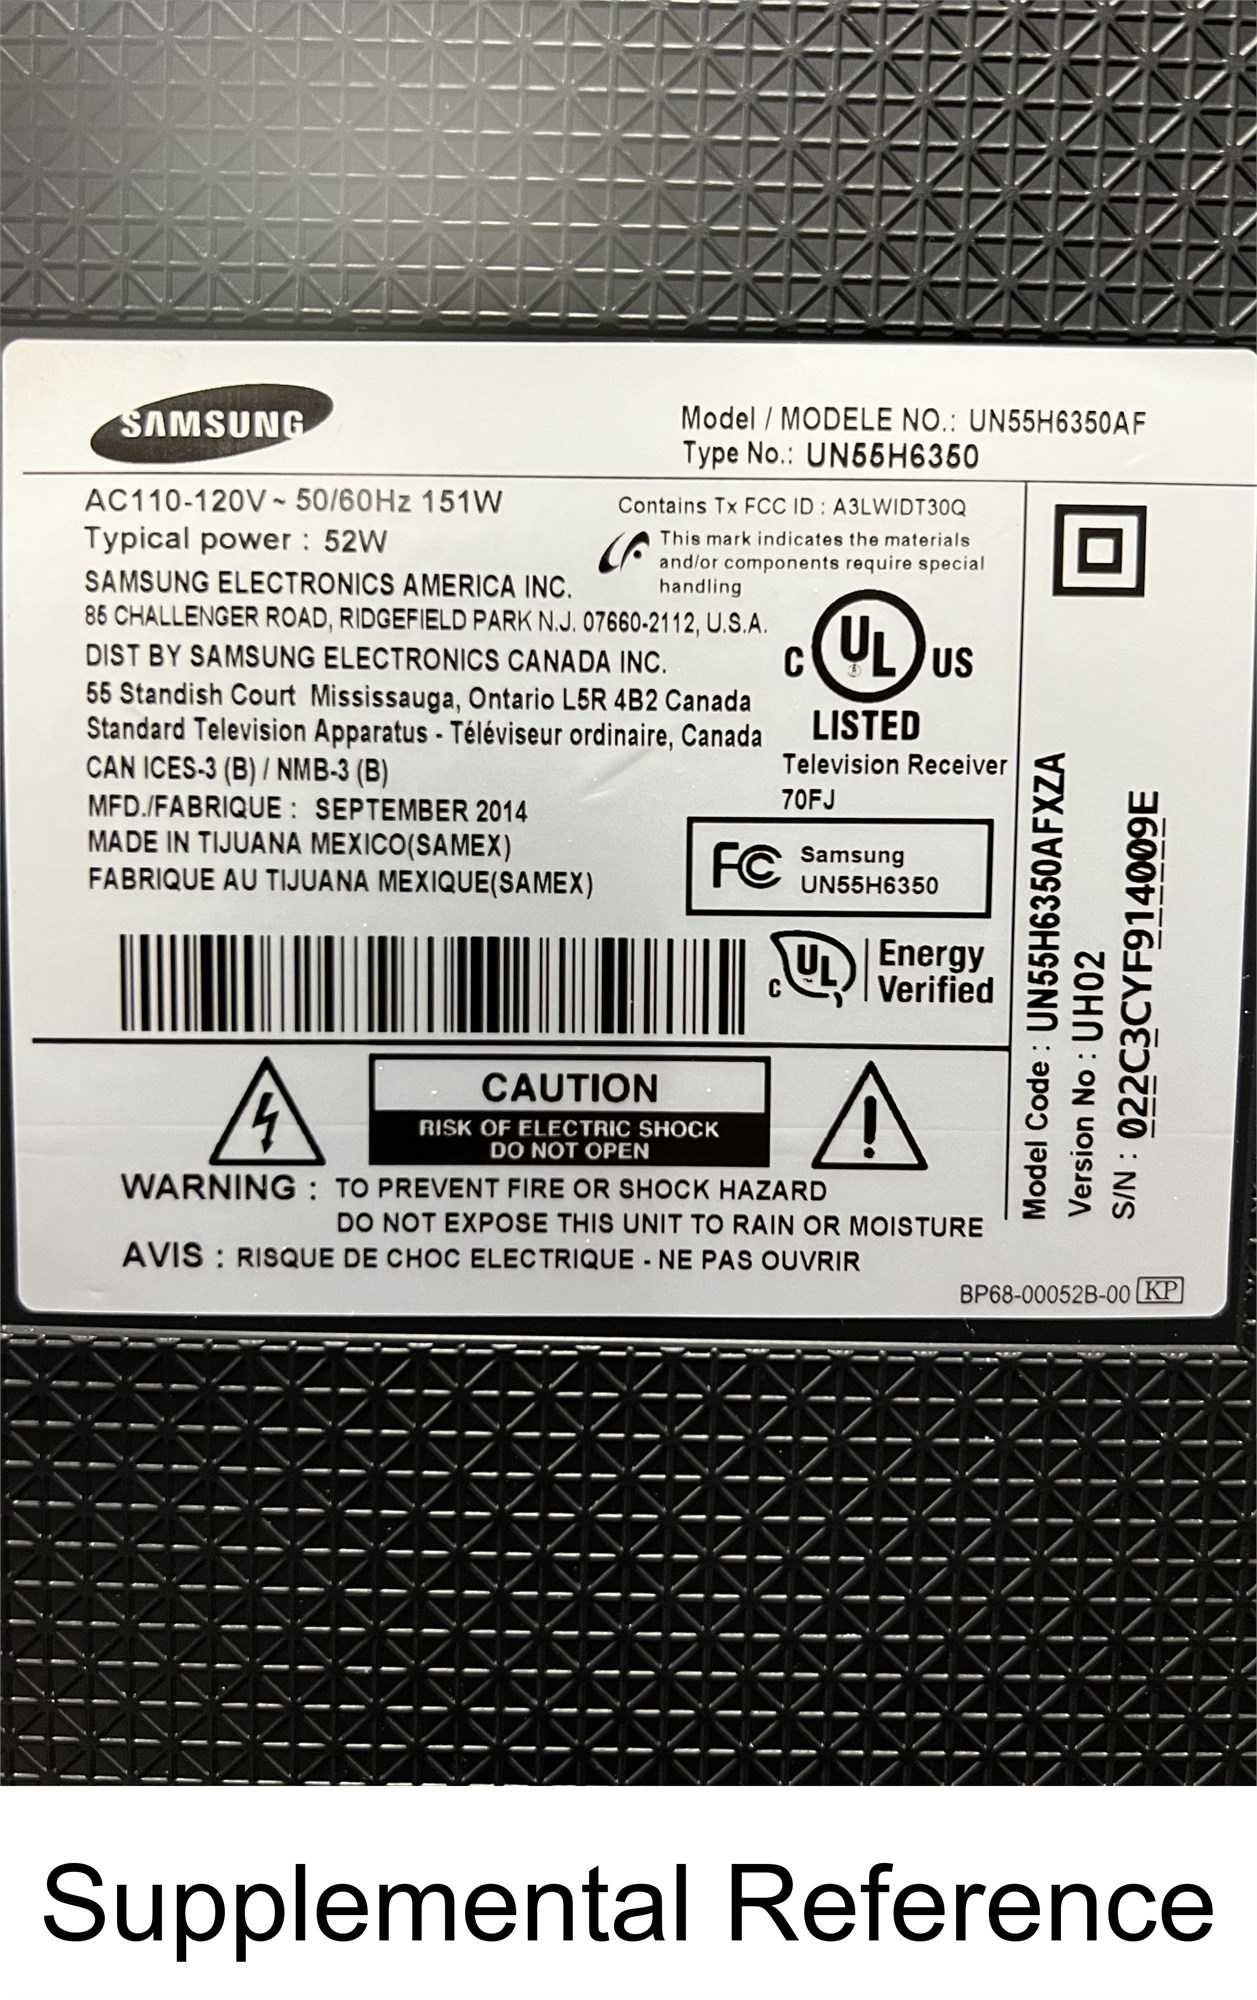 SAMSUNG
Model / MODELE NO.: UN55H6350AF
Type No.: UN55H6350
AC110-120V ~ 50/60Hz 151W
Typical power : 52W
SAMSUNG ELECTRONICS AMERICA INC.
85 CHALLENGER ROAD, RIDGEFIELD PARK N.J. 07660-2112, U.S.A.
DIST BY SAMSUNG ELECTRONICS CANADA INC.
55 Standish Court Mississauga, Ontario L5R 4B2 Canada
Standard Television Apparatus - Téléviseur ordinaire, Canada
CAN ICES-3 (B) / NMB-3 (B)
MFD./FABRIQUE : SEPTEMBER 2014
MADE IN TIJUANA MEXICO(SAMEX)
FABRIQUE AU TIJUANA MEXIQUE(SAMEX)
Contains Tx FCC ID : A3LWIDT30Q
This mark indicates the materials
and/or components require special
handling
C UL US
LISTED
Television Receiver
70FJ
FC Samsung
UN55H6350
C UL Energy
Verified
Model Code : UN55H6350AFXZA
Version No : UH02
S/N : 022C3CYF914009E
CAUTION
RISK OF ELECTRIC SHOCK
DO NOT OPEN
WARNING : TO PREVENT FIRE OR SHOCK HAZARD
DO NOT EXPOSE THIS UNIT TO RAIN OR MOISTURE
AVIS : RISQUE DE CHOC ELECTRIQUE - NE PAS OUVRIR
BP68-00052B-00 KP
Supplemental Reference